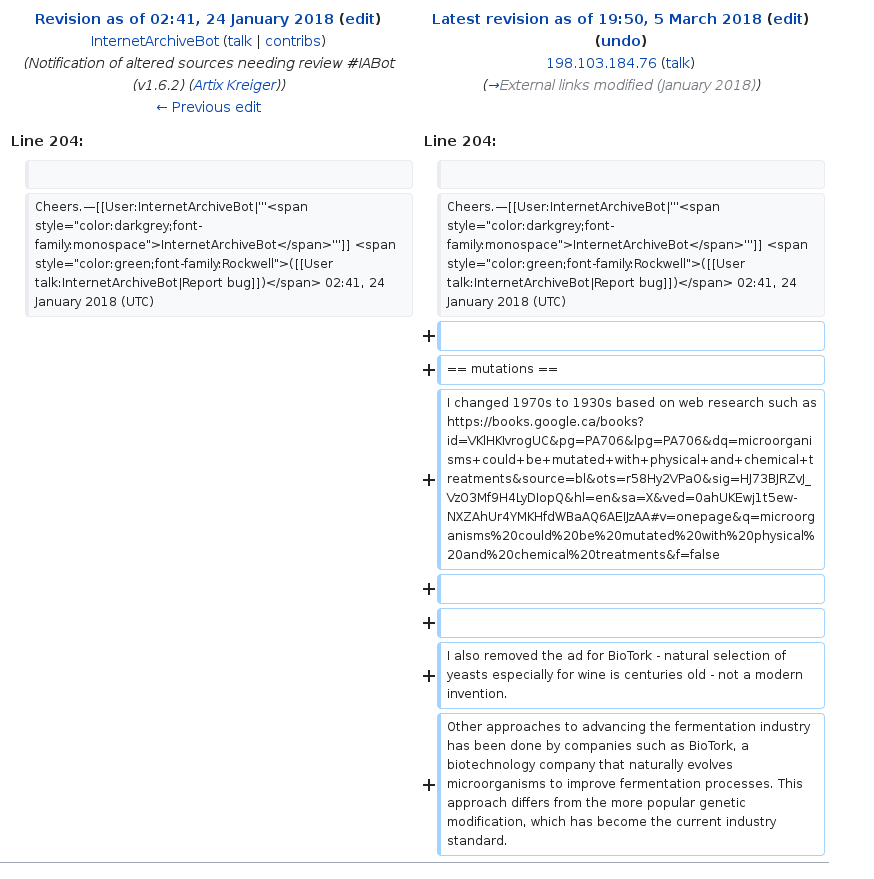 Revision as of 02:41, 24 January 2018 (edit)
InternetArchiveBot (talk | contribs)
(Notification of altered sources needing review #IABot
(v1.6.2) (Artix Kreiger))
← Previous edit
Latest revision as of 19:50, 5 March 2018 (edit)
(undo)
198.103.184.76 (talk)
(→External links modified (January 2018))
Line 204:
Line 204:
Cheers.—[[User:InternetArchiveBot|'''<span
style="color:darkgrey;font-
family:monospace">InternetArchiveBot</span>''']] <span
style="color:green;font-family:Rockwell">([[User
talk:InternetArchiveBot|Report bug]])</span> 02:41, 24
January 2018 (UTC)
Cheers.—[[User:InternetArchiveBot|'''<span
style="color:darkgrey;font-
family:monospace">InternetArchiveBot</span>''']] <span
style="color:green;font-family:Rockwell">([[User
talk:InternetArchiveBot|Report bug]])</span> 02:41, 24
January 2018 (UTC)
+
+ == mutations ==
I changed 1970s to 1930s based on web research such as
https://books.google.ca/books?
id=VKlHKIvrogUC&pg=PA706&lpg=PA706&dq=microorgani
sms+could+be+mutated+with+physical+and+chemical+t
+ reatments&source=bl&ots=r58Hy2VPaO&sig=HJ73BJRZvJ_
VzO3Mf9H4LyDIopQ&hl=en&sa=X&ved=0ahUKEwj1t5ew-
NXZAhUr4YMKHfdWBaAQ6AEIJzAA#v=onepage&q=microorg
anisms%20could%20be%20mutated%20with%20physical%
20and%20chemical%20treatments&f=false
+
+
I also removed the ad for BioTork - natural selection of
+ yeasts especially for wine is centuries old - not a modern
invention.
Other approaches to advancing the fermentation industry
has been done by companies such as BioTork, a
biotechnology company that naturally evolves
+ microorganisms to improve fermentation processes. This
approach differs from the more popular genetic
modification, which has become the current industry
standard.